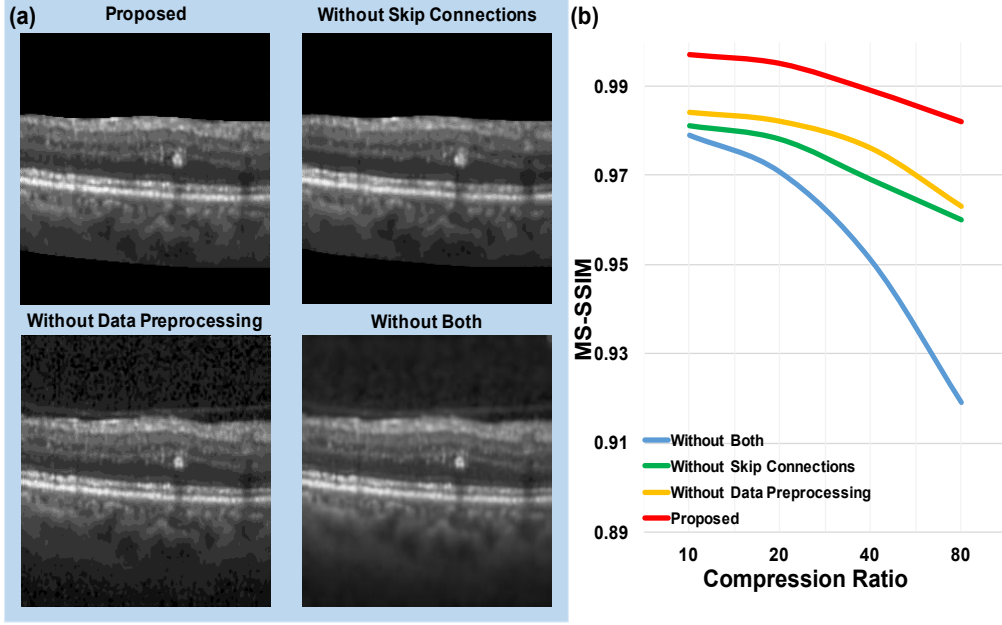 (a)
Proposed
Without Skip Connections
Without Data Preprocessing
Without Both
(b)
MS-SSIM
0.99
0.97
0.95
0.93
0.91
0.89
Without Both
Without Skip Connections
Without Data Preprocessing
Proposed
10 20 40 80
Compression Ratio